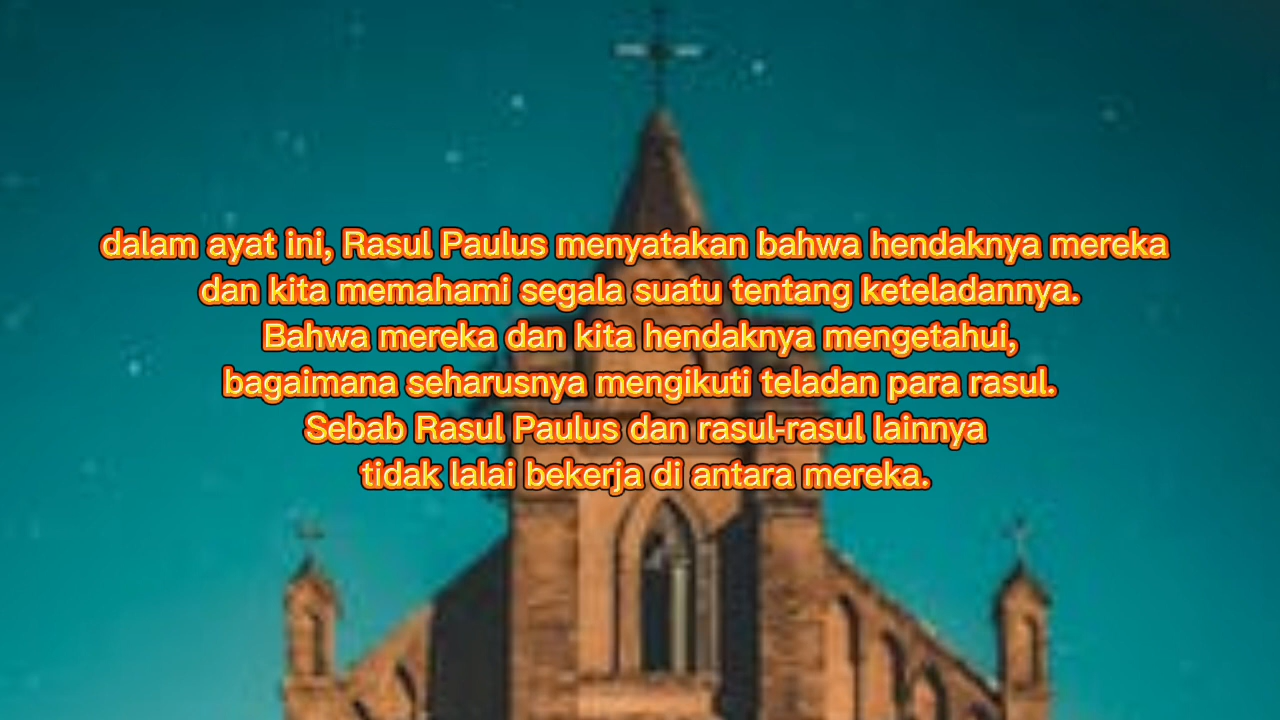 dalam ayat ini, Rasul Paulus menyatakan bahwa hendaknya mereka
dan kita memahami segala suatu tentang keteladannya.
Bahwa mereka dan kita hendaknya mengetahui,
bagaimana seharusnya mengikuti teladan para rasul.
Sebab Rasul Paulus dan rasul-rasul lainnya
tidak lalai bekerja di antara mereka.